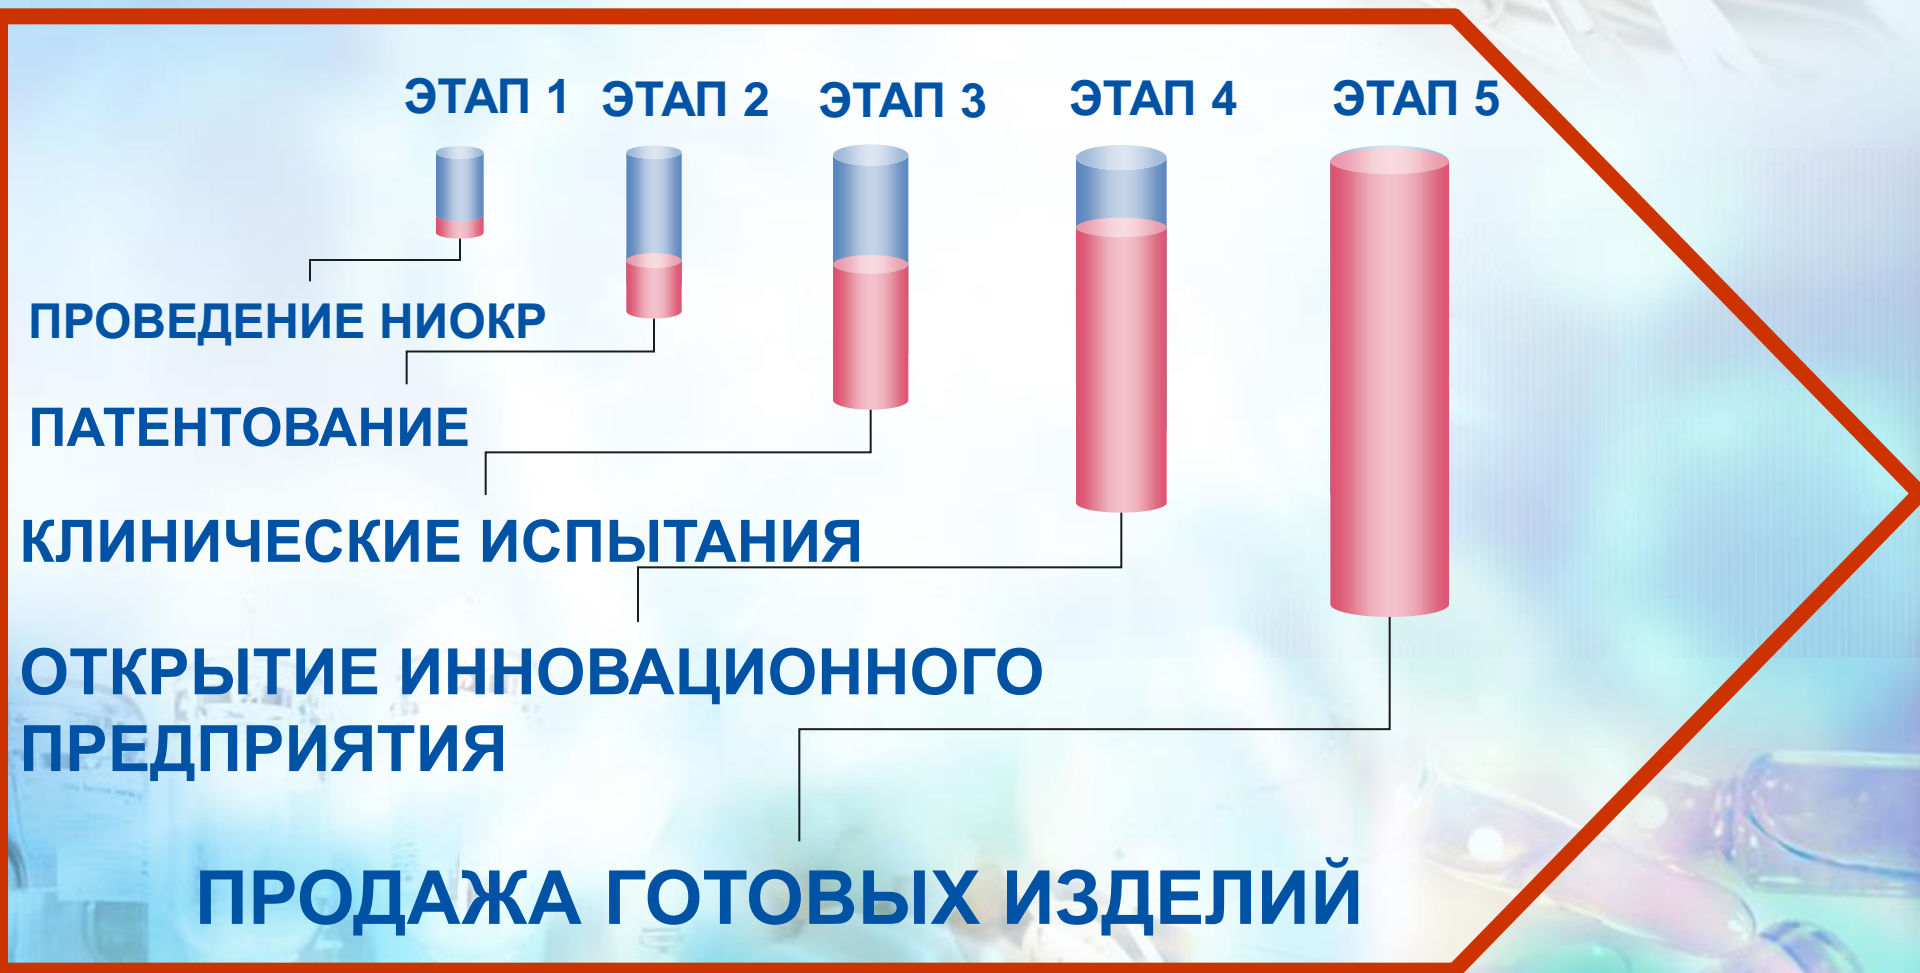 ЭТАП 1
ЭТАП 2
ЭТАП 3
ЭТАП 4
ЭТАП 5
ПРОВЕДЕНИЕ НИОКР
ПАТЕНТОВАНИЕ
КЛИНИЧЕСКИЕ ИСПЫТАНИЯ
ОТКРЫТИЕ ИННОВАЦИОННОГО
ПРЕДПРИЯТИЯ
ПРОДАЖА ГОТОВЫХ ИЗДЕЛИЙ